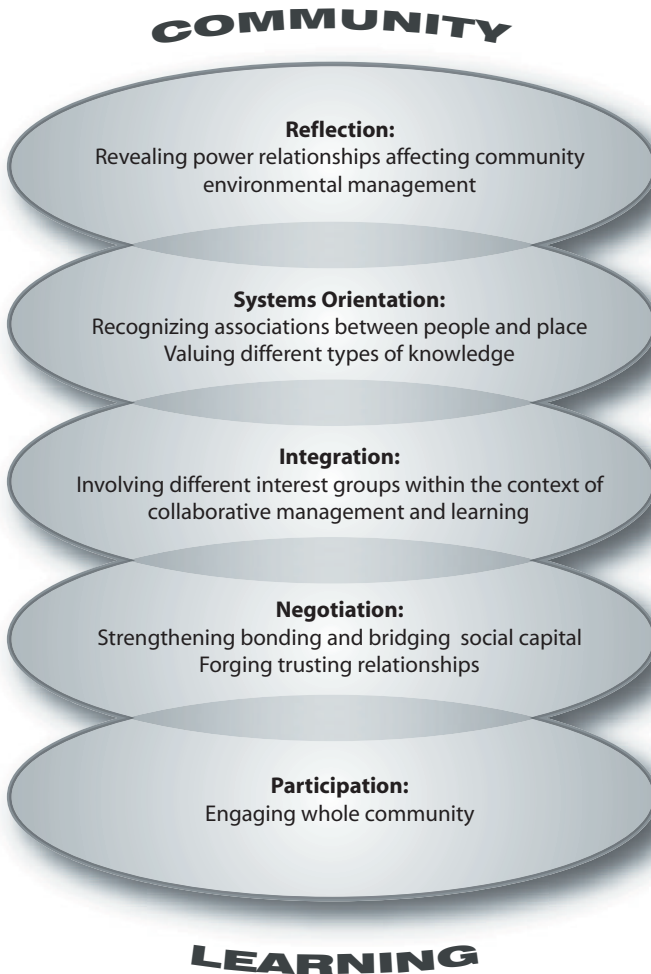 COMMUNITY
Reflection:
Revealing power relationships affecting community
environmental management
Systems Orientation:
Recognizing associations between people and place
Valuing different types of knowledge
Integration:
Involving different interest groups within the context of
collaborative management and learning
Negotiation:
Strengthening bonding and bridging social capital
Forging trusting relationships
Participation:
Engaging whole community
LEARNING